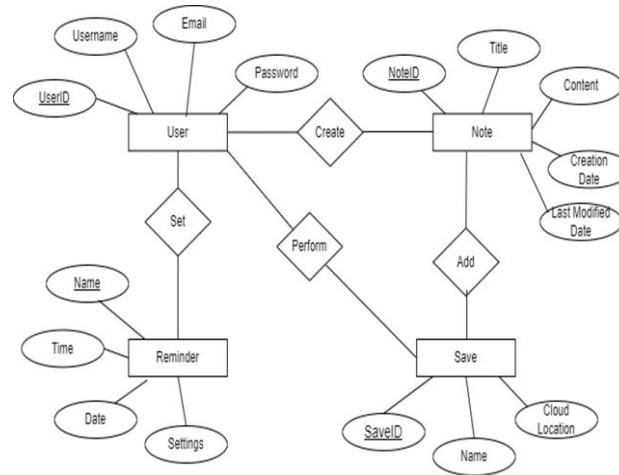 Email
Username
Title
Password
NoteID
Content
UserID
User
Create
Note
Creation
Date
Last Modified
Date
Set
Perform
Add
Name
Time
Reminder
Save
Date
Settings
SaveID
Name
Cloud
Location